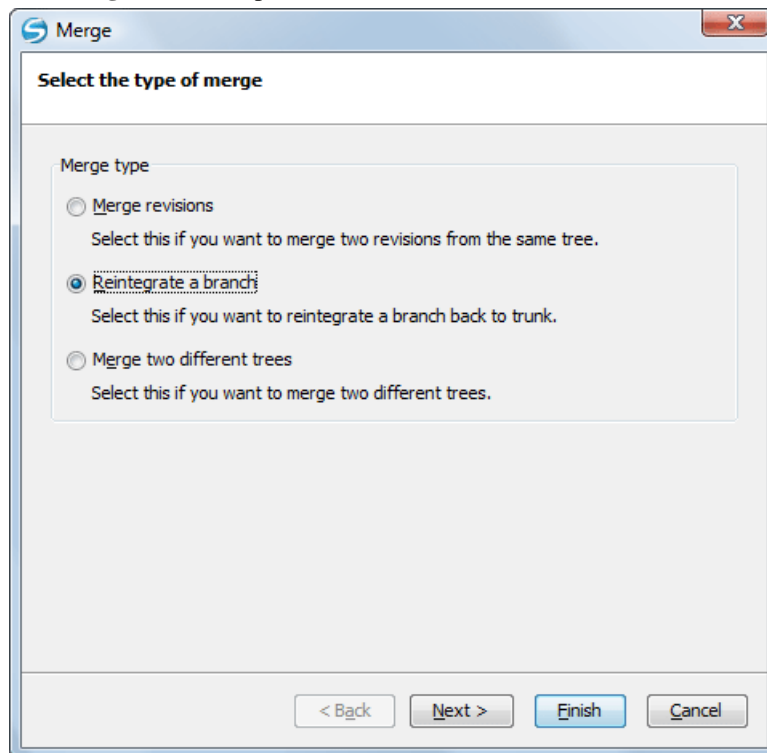 Merge
Select the type of merge
Merge type
Merge revisions
Select this if you want to merge two revisions from the same tree.
Reintegrate a branch
Select this if you want to reintegrate a branch back to trunk.
Merge two different trees
Select this if you want to merge two different trees.
< Back Next > Finish Cancel